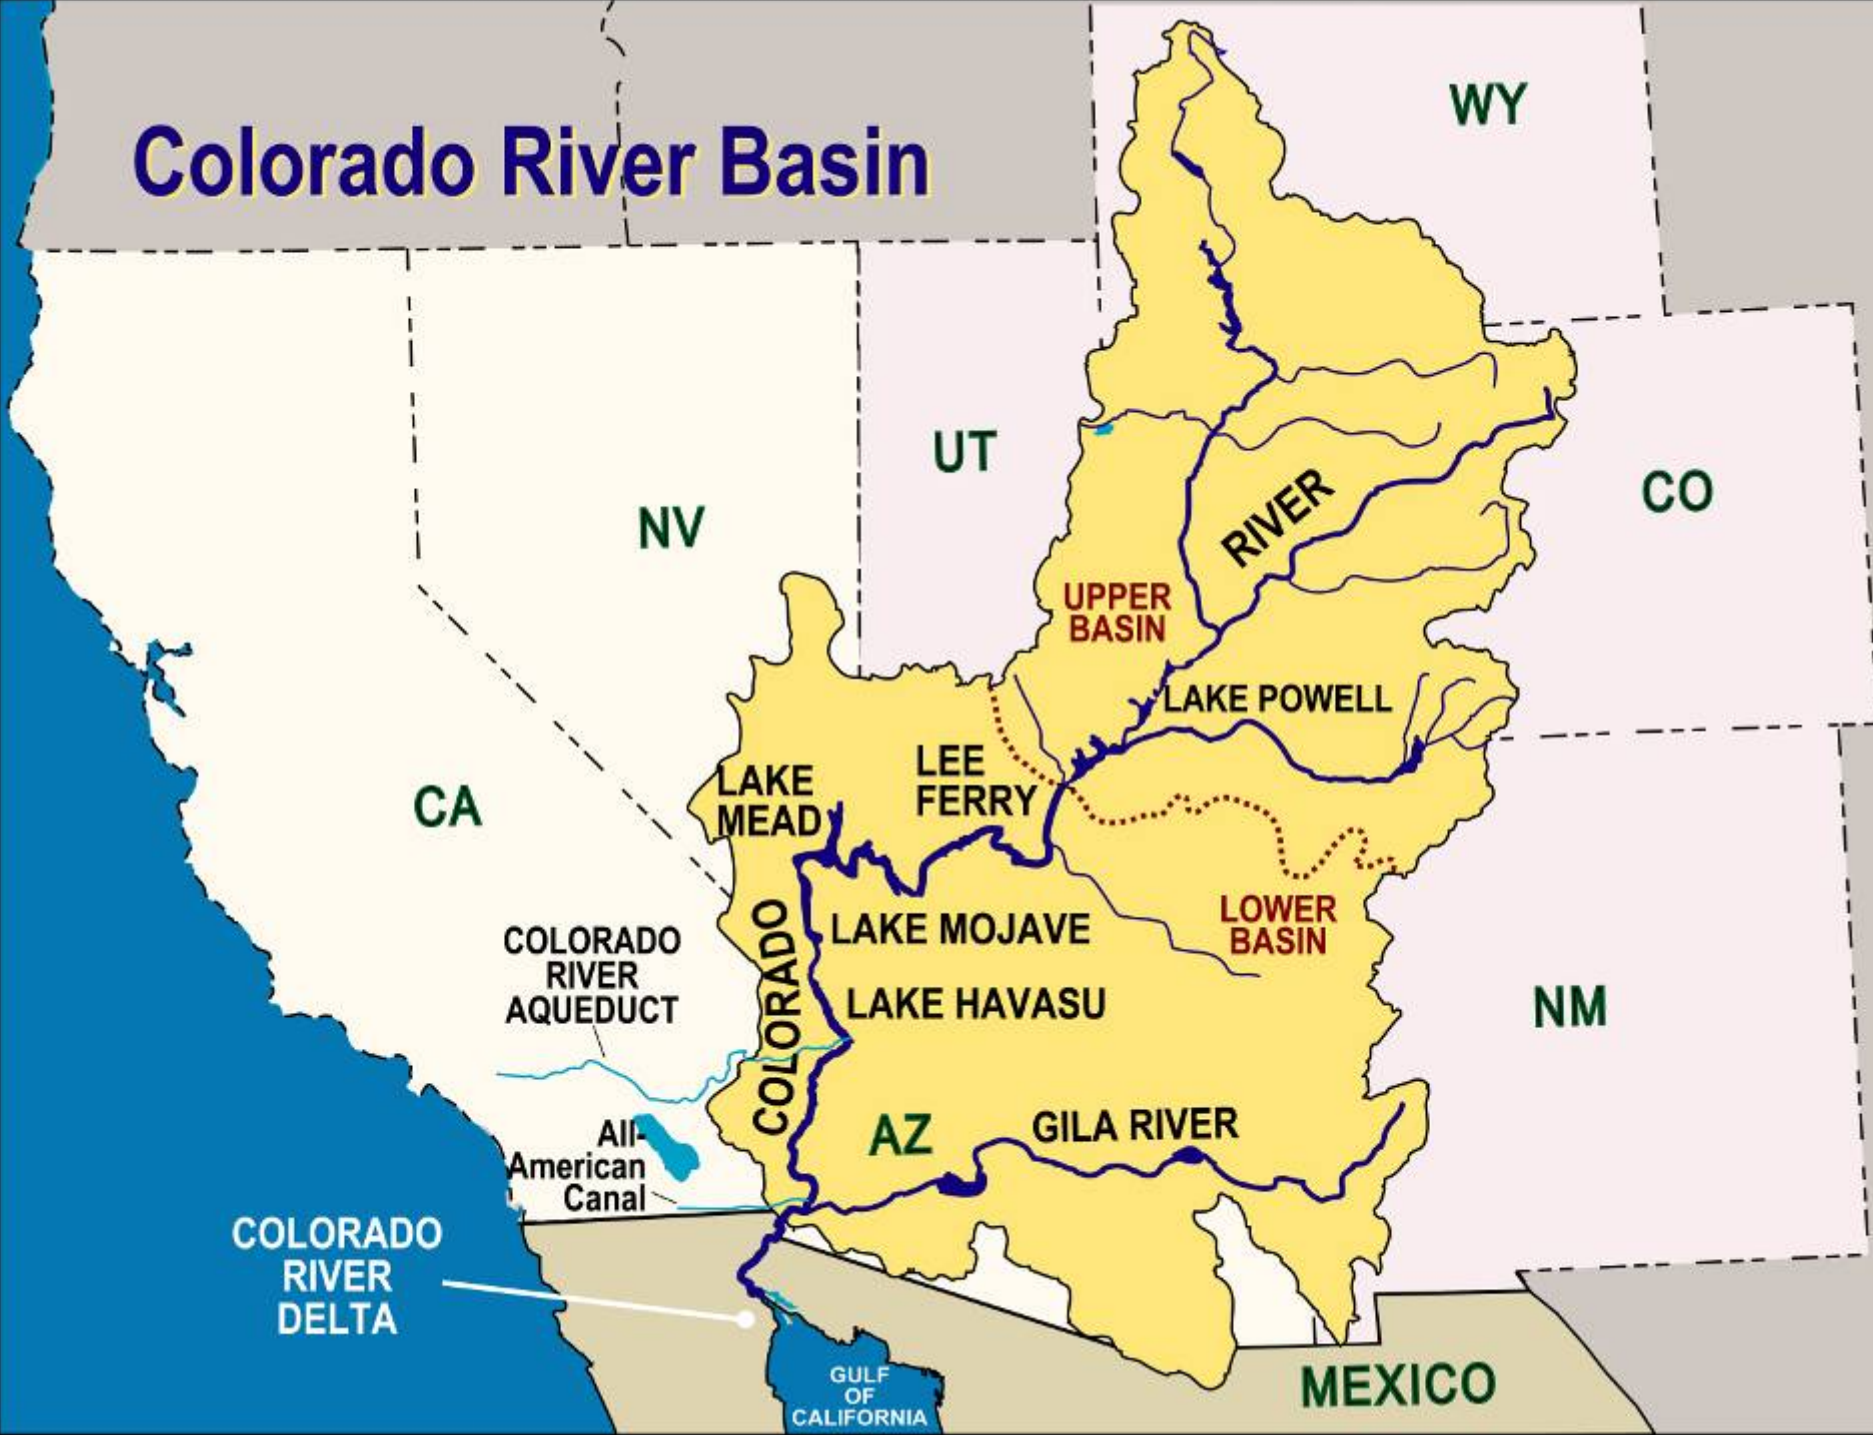 Colorado River Basin
WY
UT
CO
NV
RIVER
UPPER
BASIN
LAKE POWELL
LEE
FERRY
LAKE
MEAD
CA
LOWER
BASIN
COLORADO
LAKE MOJAVE
COLORADO
RIVER
AQUEDUCT
LAKE HAVASU
NM
AZ
GILA RIVER
All-
American
Canal
COLORADO
RIVER
DELTA
GULF
OF
CALIFORNIA
MEXICO